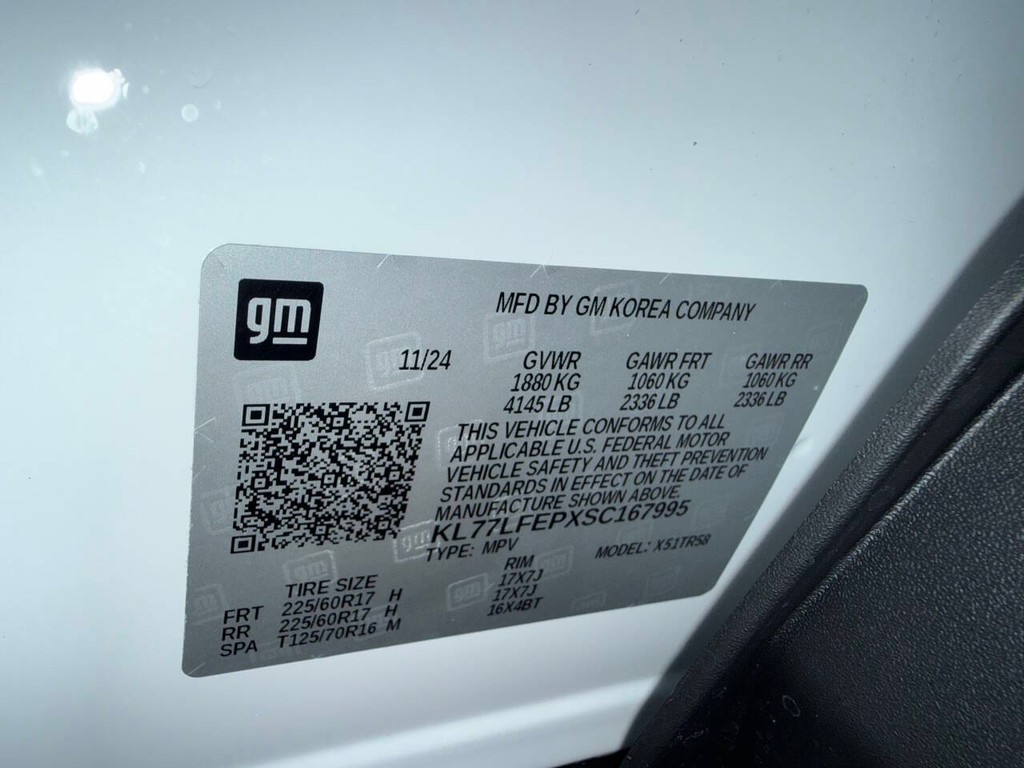 gm
MFD BY GM KOREA COMPANY
11/24 GVWR GAWR FRT GAWR RR
1880 KG 1060 KG 1060 KG
4145 LB 2336 LB 2336 LB
THIS VEHICLE CONFORMS TO ALL
APPLICABLE U.S. FEDERAL MOTOR
VEHICLE SAFETY AND THEFT PREVENTION
STANDARDS IN EFFECT ON THE DATE OF
MANUFACTURE SHOWN ABOVE.
KL77LFEPXSC167995
TYPE: MPV MODEL: X51TR58
TIRE SIZE RIM
FRT 225/60R17 H 17X7J
RR 225/60R17 H 17X7J
SPA T125/70R16 M 16X4BT